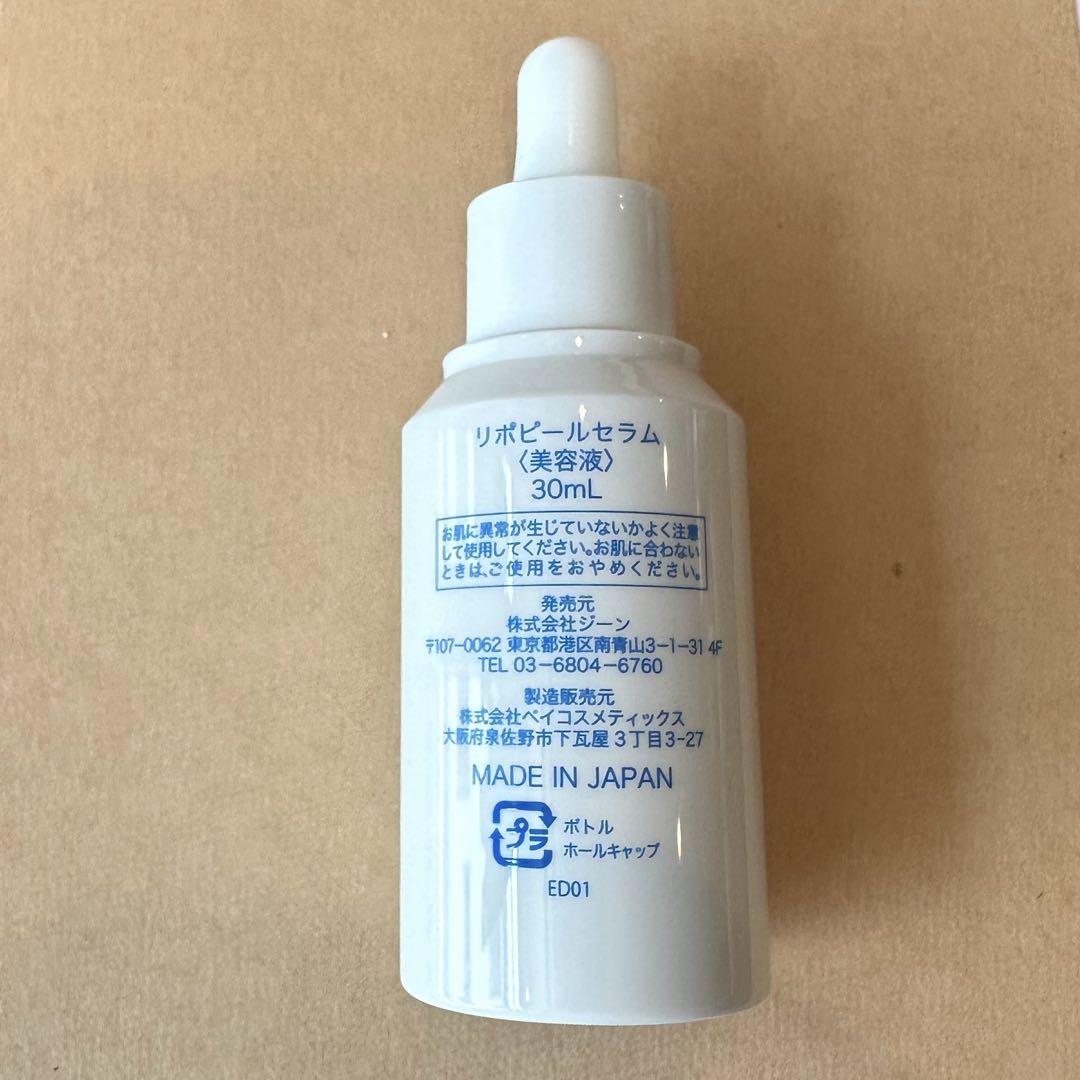 リポピールセラム
〈美容液〉
30mL
お肌に異常が生じていないかよく注意
して使用してください。お肌に合わない
ときは、ご使用をおやめください。
発売元
株式会社ジーン
〒107-0062 東京都港区南青山3-1-31 4F
TEL 03-6804-6760
製造販売元
株式会社ベイコスメティックス
大阪府泉佐野市下瓦屋3丁目3-27
MADE IN JAPAN
プラ ボトル
ホールキャップ
ED01